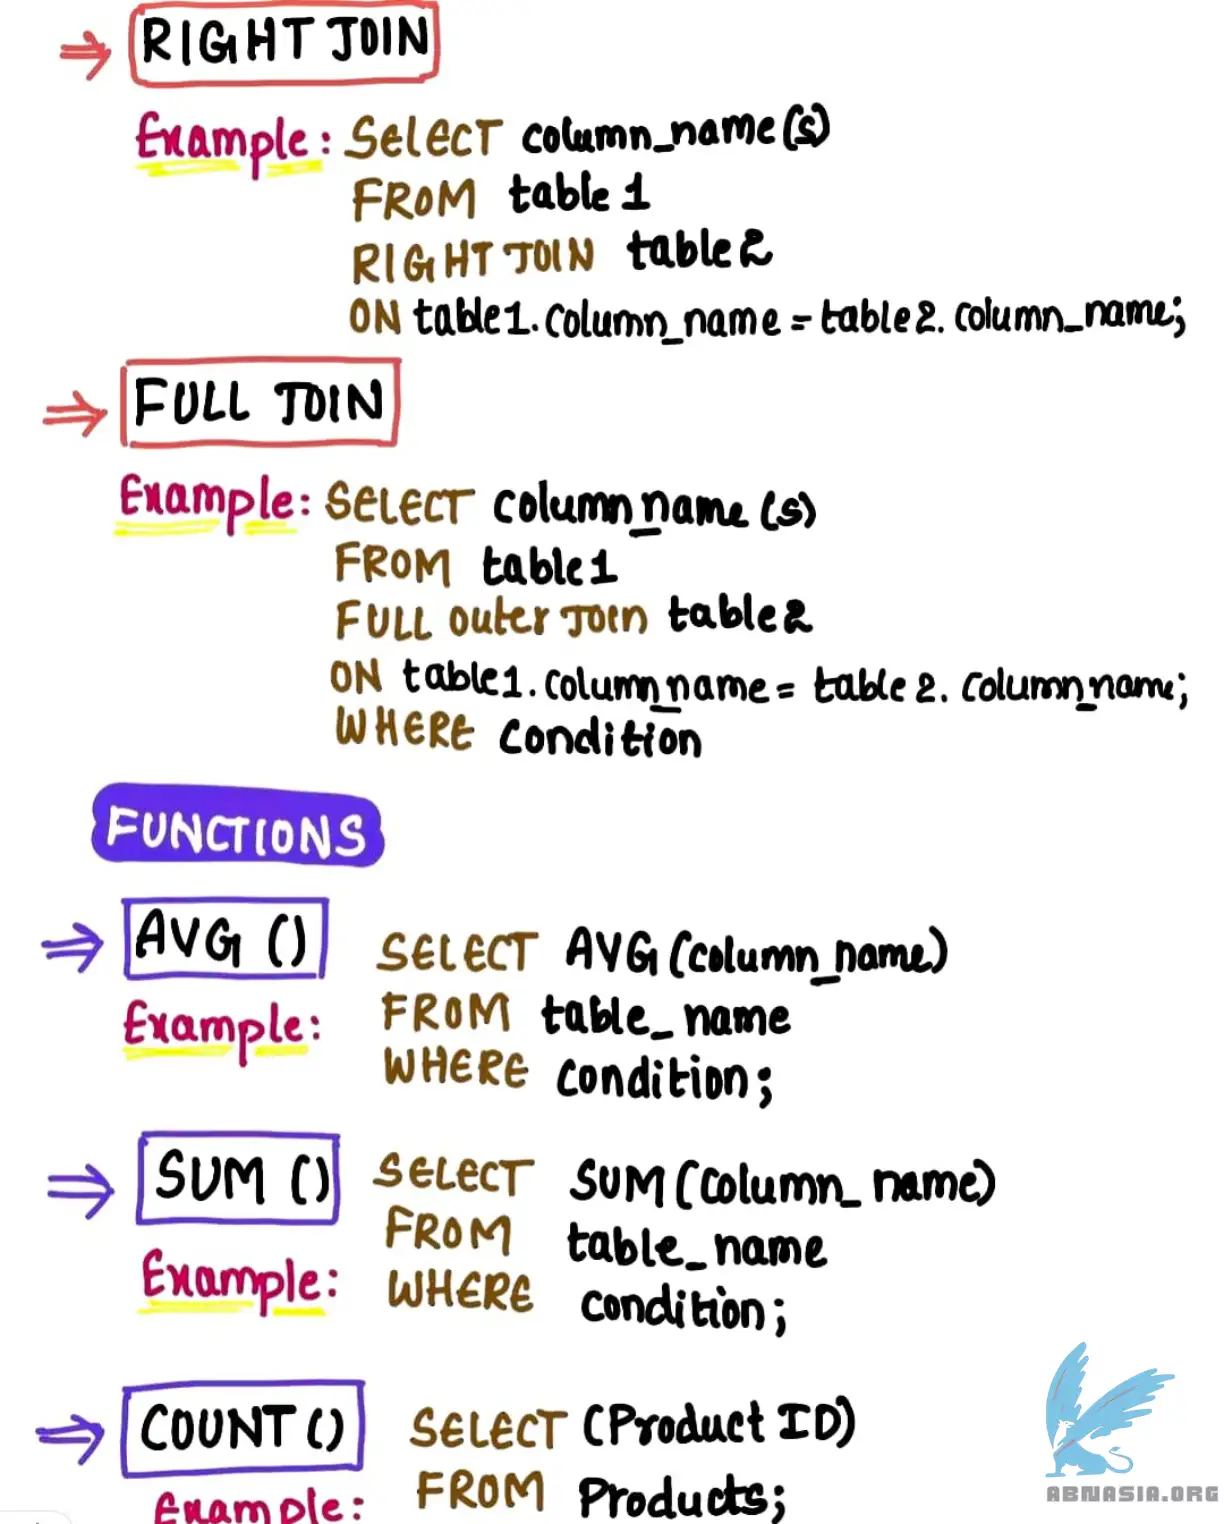 ⇒ RIGHT JOIN
Example: SELECT column_name(s)
FROM table 1
RIGHT JOIN table2
ON table1.column_name = table2.column_name;
⇒ FULL JOIN
Example: SELECT column_name(s)
FROM table1
FULL outer JOIN table2
ON table1.column_name = table2.column_name;
WHERE condition
FUNCTIONS
⇒ AVG ()
Example:
SELECT AVG(column_name)
FROM table_name
WHERE condition;
⇒ SUM ()
Example:
SELECT SUM(column_name)
FROM table_name
WHERE condition;
⇒ COUNT ()
Example:
SELECT (Product ID)
FROM Products;
ABNASIA.ORG